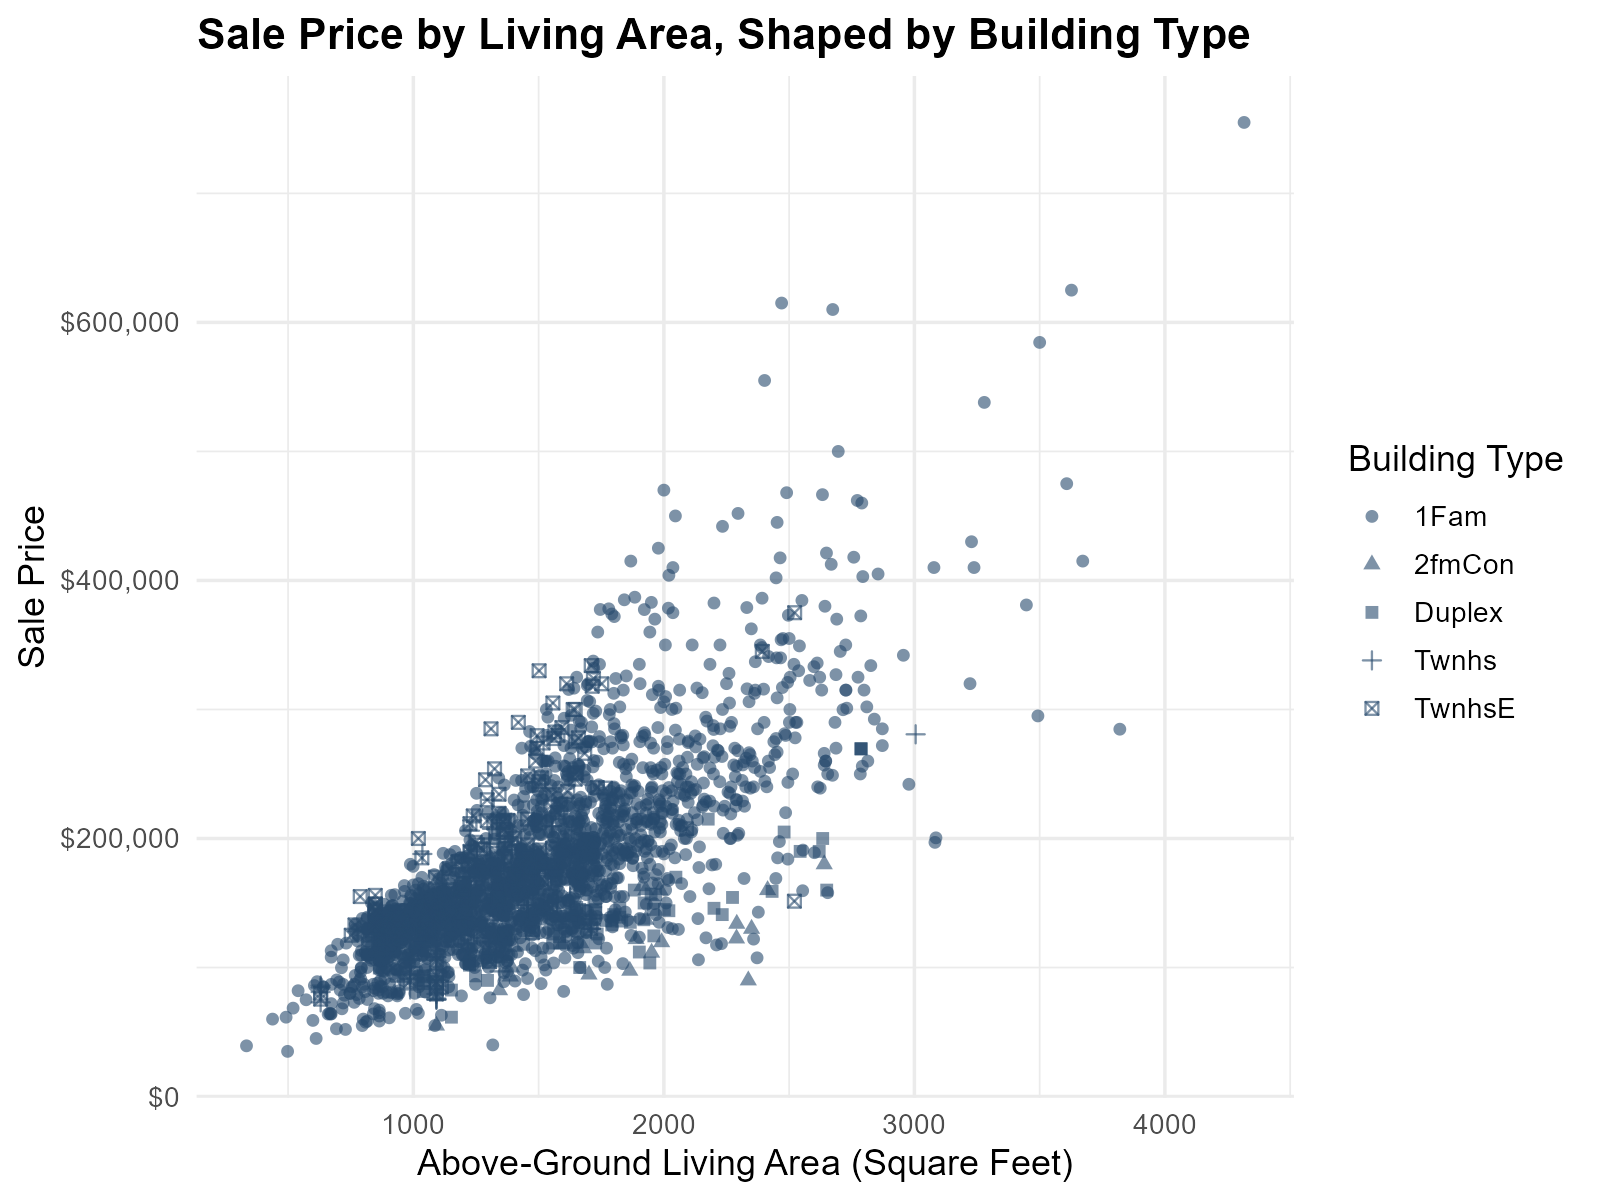 Sale Price by Living Area, Shaped by Building Type
Sale Price
$600,000
$400,000
$200,000
$0
1000
2000
3000
4000
Above-Ground Living Area (Square Feet)
Building Type
1Fam
2fmCon
Duplex
Twnhs
TwnhsE